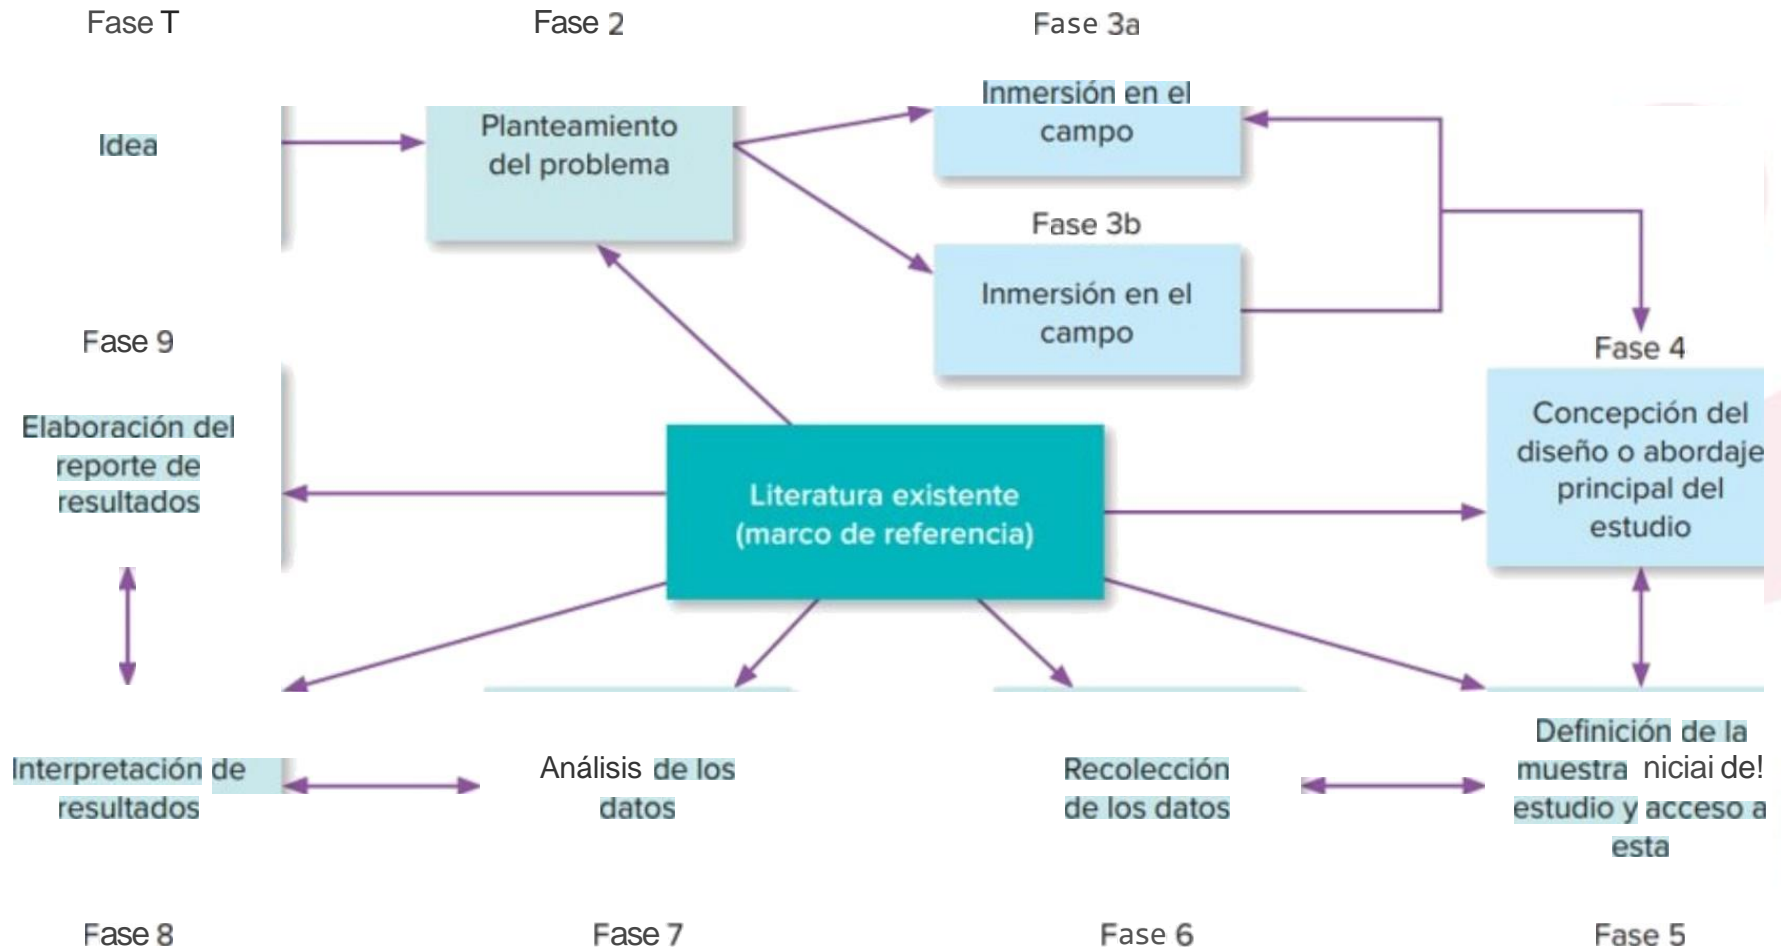 Fase T
Fase 2
Fase 3a
Idea
Planteamiento
del problema
Inmersión en el
campo
Fase 3b
Inmersión en el
campo
Fase 9
Elaboración del
reporte de
resultados
Literatura existente
(marco de referencia)
Fase 4
Concepción del
diseño o abordaje
principal del
estudio
Interpretación de
resultados
Análisis de los
datos
Recolección
de los datos
Definición de la
muestra niciai de!
estudio y acceso a
esta
Fase 8
Fase 7
Fase 6
Fase 5